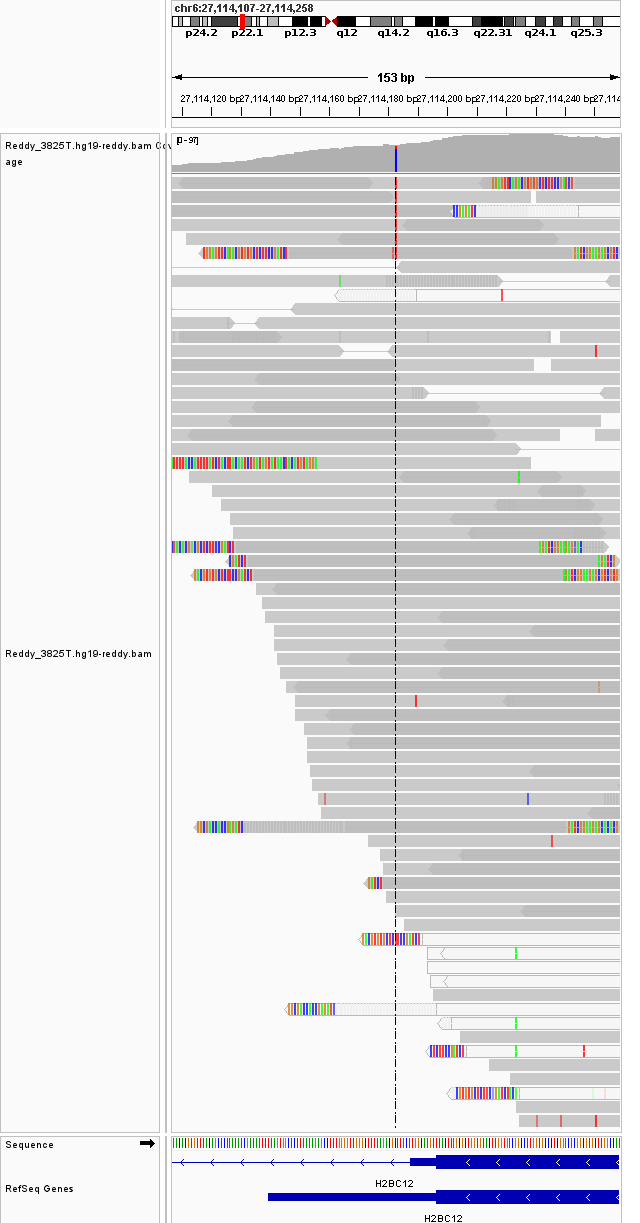 chr6:27,114,107-27,114,258
p24.2 p22.1 p12.3 q12 q14.2 q16.3 q22.31 q24.1 q25.3
153 bp
27,114,120 bp 27,114,140 bp 27,114,160 bp 27,114,180 bp 27,114,200 bp 27,114,220 bp 27,114,240 bp 27,114
[0 - 97]
Reddy_3825T.hg19-reddy.bam Cov
age
Reddy_3825T.hg19-reddy.bam
Sequence
H2BC12
RefSeq Genes
H2BC12